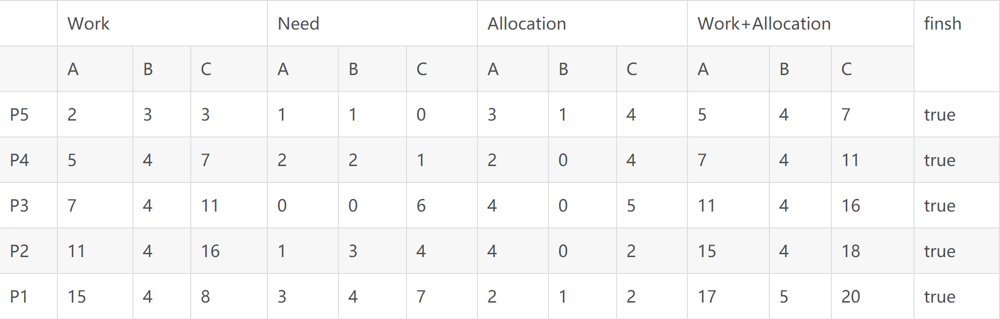 Work Need Allocation Work+Allocation finsh
A B C A B C A B C A B C
P5 2 3 3 1 1 0 3 1 4 5 4 7 true
P4 5 4 7 2 2 1 2 0 4 7 4 11 true
P3 7 4 11 0 0 6 4 0 5 11 4 16 true
P2 11 4 16 1 3 4 4 0 2 15 4 18 true
P1 15 4 8 3 4 7 2 1 2 17 5 20 true